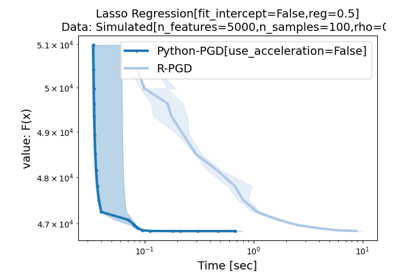 Lasso Regression[fit_intercept=False,reg=0.5]
Data: Simulated[n_features=5000,n_samples=100,rho=0
Python-PGD[use_acceleration=False]
R-PGD
value: F(x)
5.1 × 10⁴
5 × 10⁴
4.9 × 10⁴
4.8 × 10⁴
4.7 × 10⁴
10⁻¹ 10⁰ 10¹
Time [sec]